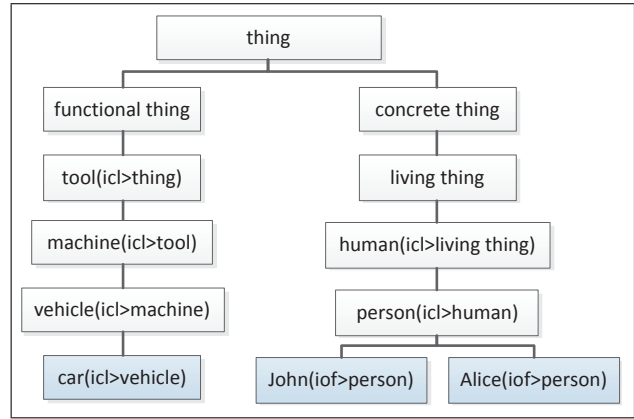 thing
functional thing
concrete thing
tool(icl>thing)
living thing
machine(icl>tool)
human(icl>living thing)
vehicle(icl>machine)
person(icl>human)
car(icl>vehicle)
John(iof>person)
Alice(iof>person)